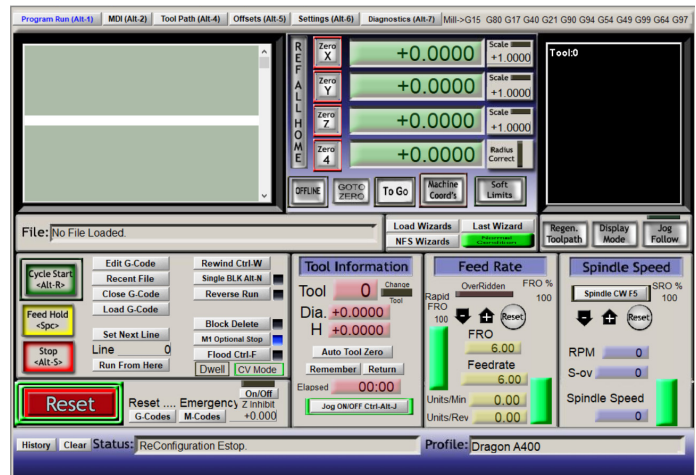 Program Run (Alt-1) MDI (Alt-2) Tool Path (Alt-4) Offsets (Alt-5) Settings (Alt-6) Diagnostics (Alt-7) Mill->G15 G80 G17 G40 G21 G90 G94 G54 G49 G99 G64 G97
REF ALL HOME
Zero X +0.0000 Scale +1.0000
Zero Y +0.0000 Scale +1.0000
Zero Z +0.0000 Scale +1.0000
Zero 4 +0.0000 Radius Correct
OFFLINE GOTO ZERO To Go Machine Coord's Soft Limits
Tool:0
File: No File Loaded.
Load Wizards Last Wizard
NFS Wizards Normal Condition
Regen. Toolpath Display Mode Jog Follow
Cycle Start <Alt-R>
Feed Hold <Spc>
Stop <Alt-S>
Edit G-Code Rewind Ctrl-W
Recent File Single BLK Alt-N
Close G-Code Reverse Run
Load G-Code
Block Delete
Set Next Line M1 Optional Stop
Line 0 Flood Ctrl-F
Run From Here Dwell CV Mode
Reset
Reset .... Emergency
G-Codes M-Codes
On/Off
Z Inhibit
+0.000
Tool Information
Tool 0 Change Tool
Dia. +0.0000
H +0.0000
Auto Tool Zero
Remember Return
Elapsed 00:00
Jog ON/OFF Ctrl-Alt-J
Feed Rate
OverRidden FRO %
Rapid FRO 100
100 Reset
FRO
6.00
Feedrate
6.00
Units/Min 0.00
Units/Rev 0.00
Spindle Speed
Spindle CW F5 SRO % 100
Reset
RPM 0
S-ov 0
Spindle Speed
0
History Clear Status: ReConfiguration Estop. Profile: Dragon A400